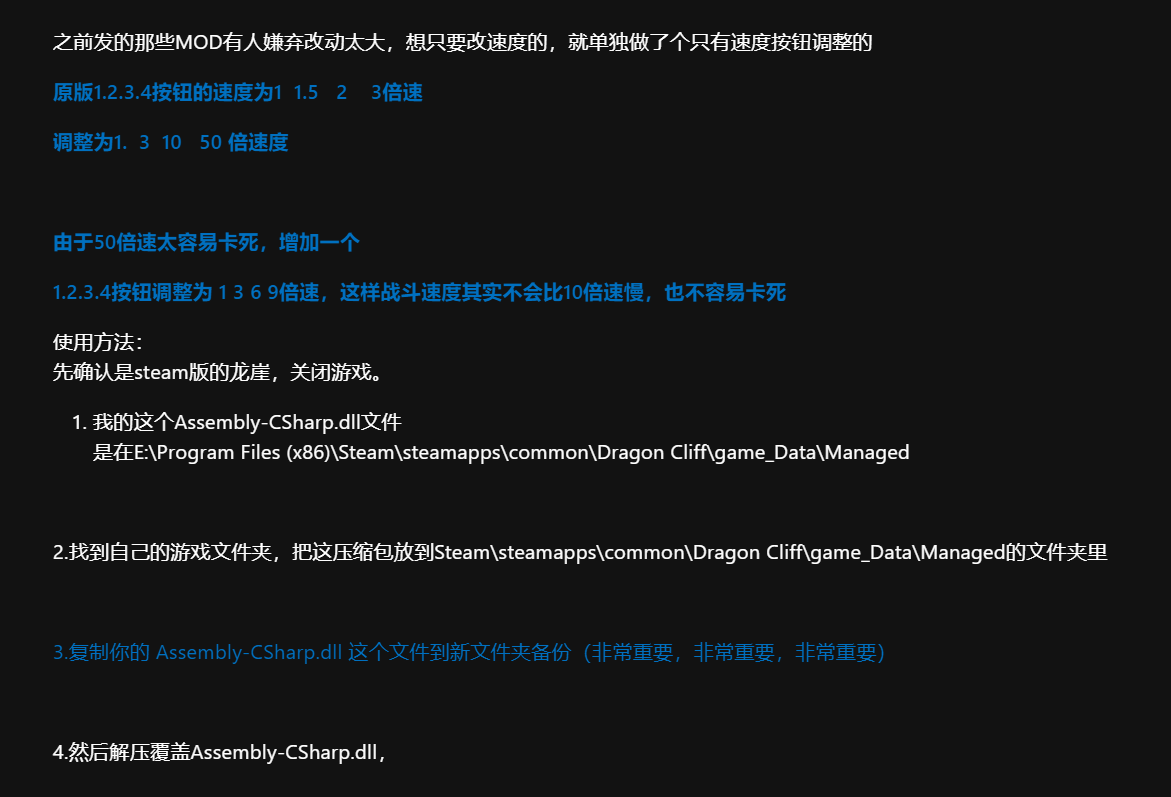 之前发的那些MOD有人嫌弃改动太大，想只要改速度的，就单独做了个只有速度按钮调整的
原版1.2.3.4按钮的速度为1 1.5 2 3倍速
调整为1. 3 10 50 倍速度
由于50倍速太容易卡死，增加一个
1.2.3.4按钮调整为 1 3 6 9倍速，这样战斗速度其实不会比10倍速慢，也不容易卡死
使用方法：
先确认是steam版的龙崖，关闭游戏。
1. 我的这个Assembly-CSharp.dll文件
是在E:\Program Files (x86)\Steam\steamapps\common\Dragon Cliff\game_Data\Managed
2.找到自己的游戏文件夹，把这压缩包放到Steam\steamapps\common\Dragon Cliff\game_Data\Managed的文件夹里
3.复制你的 Assembly-CSharp.dll 这个文件到新文件夹备份（非常重要，非常重要，非常重要）
4.然后解压覆盖Assembly-CSharp.dll，